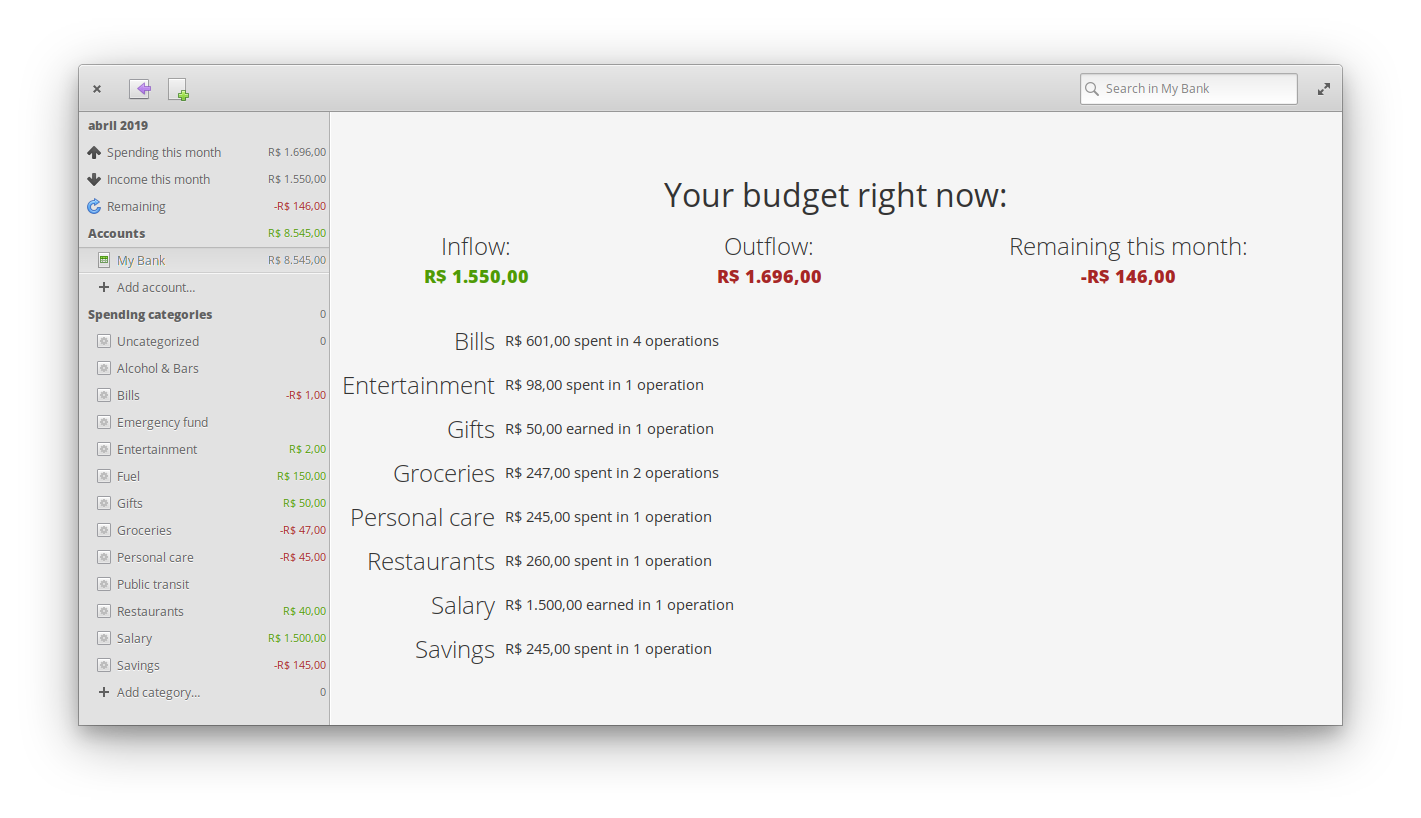 Search in My Bank
abril 2019
Spending this month R$ 1.696,00
Income this month R$ 1.550,00
Remaining -R$ 146,00
Accounts R$ 8.545,00
My Bank R$ 8.545,00
Add account...
Spending categories 0
Uncategorized 0
Alcohol & Bars
Bills -R$ 1,00
Emergency fund
Entertainment R$ 2,00
Fuel R$ 150,00
Gifts R$ 50,00
Groceries -R$ 47,00
Personal care -R$ 45,00
Public transit
Restaurants R$ 40,00
Salary R$ 1.500,00
Savings -R$ 145,00
Add category... 0
Your budget right now:
Inflow: Outflow: Remaining this month:
R$ 1.550,00 R$ 1.696,00 -R$ 146,00
Bills R$ 601,00 spent in 4 operations
Entertainment R$ 98,00 spent in 1 operation
Gifts R$ 50,00 earned in 1 operation
Groceries R$ 247,00 spent in 2 operations
Personal care R$ 245,00 spent in 1 operation
Restaurants R$ 260,00 spent in 1 operation
Salary R$ 1.500,00 earned in 1 operation
Savings R$ 245,00 spent in 1 operation